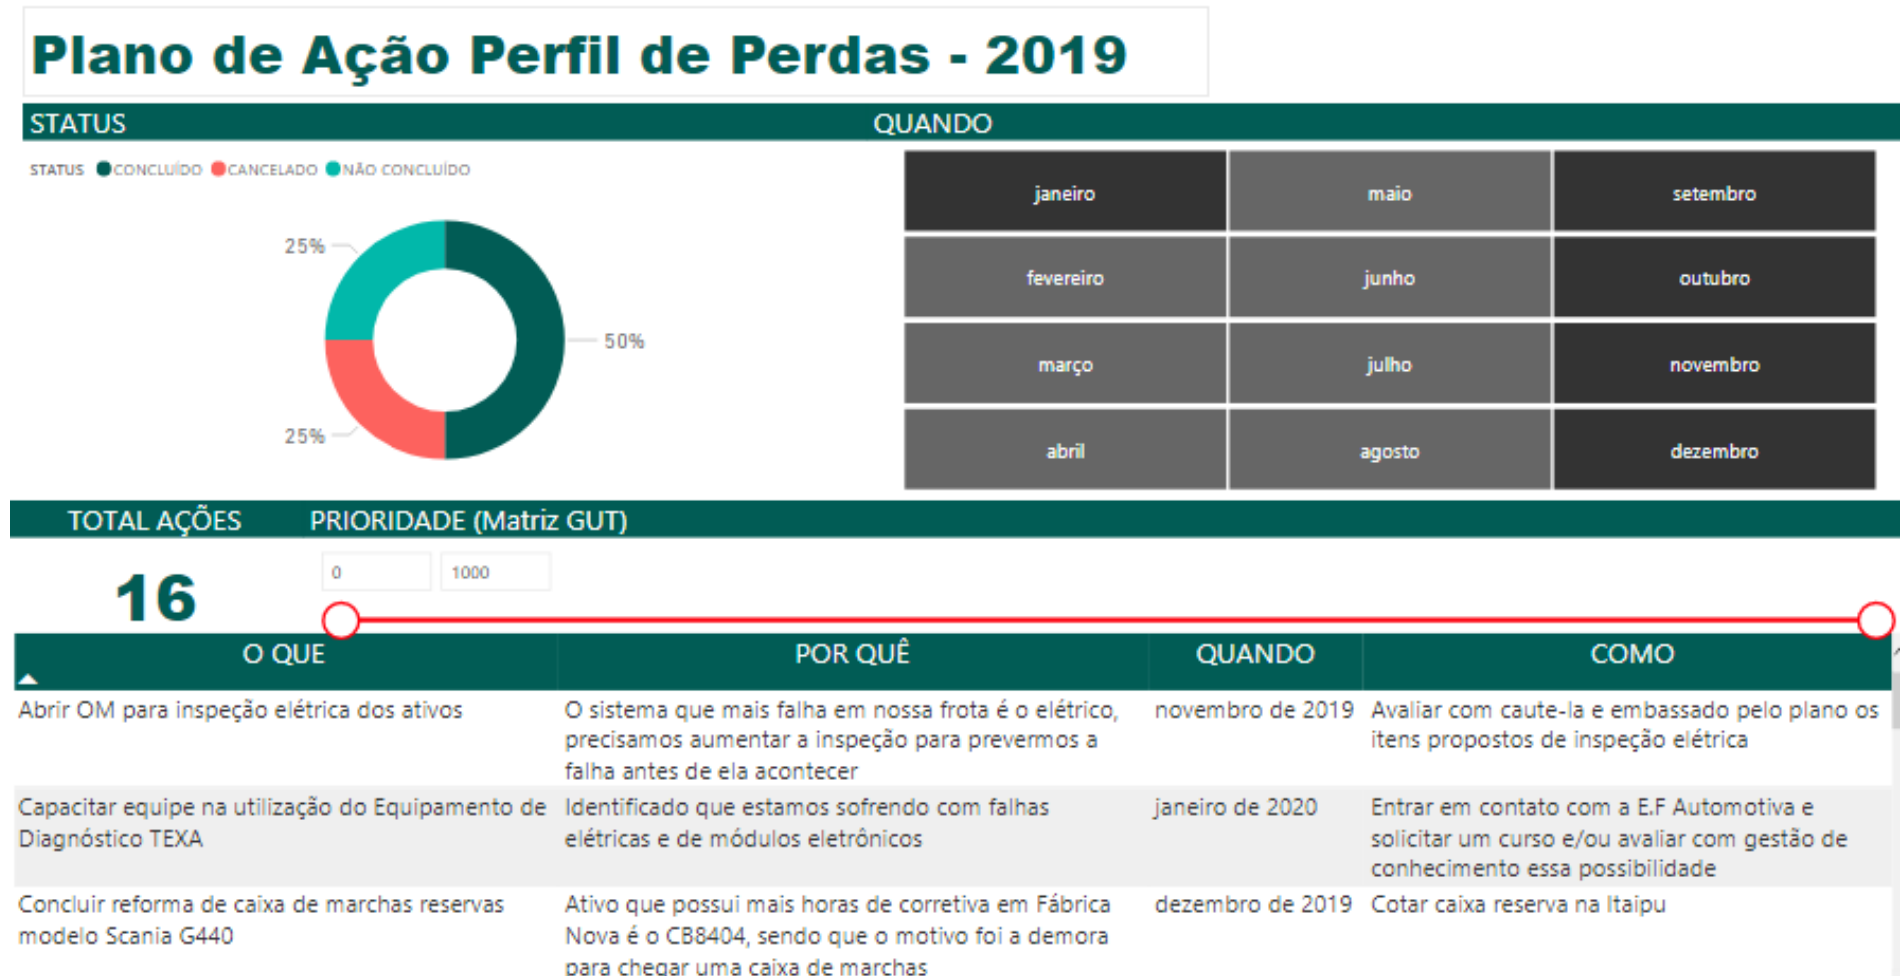 Plano de Ação Perfil de Perdas - 2019
STATUS
QUANDO
STATUS CONCLUÍDO CANCELADO NÃO CONCLUÍDO
25%
50%
25%
janeiro
maio
setembro
fevereiro
junho
outubro
março
julho
novembro
abril
agosto
dezembro
TOTAL AÇÕES
PRIORIDADE (Matriz GUT)
16
0
1000
O QUE
POR QUÊ
QUANDO
COMO
Abrir OM para inspeção elétrica dos ativos
O sistema que mais falha em nossa frota é o elétrico,
precisamos aumentar a inspeção para prevermos a
falha antes de ela acontecer
novembro de 2019
Avaliar com caute-la e embassado pelo plano os
itens propostos de inspeção elétrica
Capacitar equipe na utilização do Equipamento de
Diagnóstico TEXA
Identificado que estamos sofrendo com falhas
elétricas e de módulos eletrônicos
janeiro de 2020
Entrar em contato com a E.F Automotiva e
solicitar um curso e/ou avaliar com gestão de
conhecimento essa possibilidade
Concluir reforma de caixa de marchas reservas
modelo Scania G440
Ativo que possui mais horas de corretiva em Fábrica
Nova é o CB8404, sendo que o motivo foi a demora
para chegar uma caixa de marchas
dezembro de 2019
Cotar caixa reserva na Itaipu